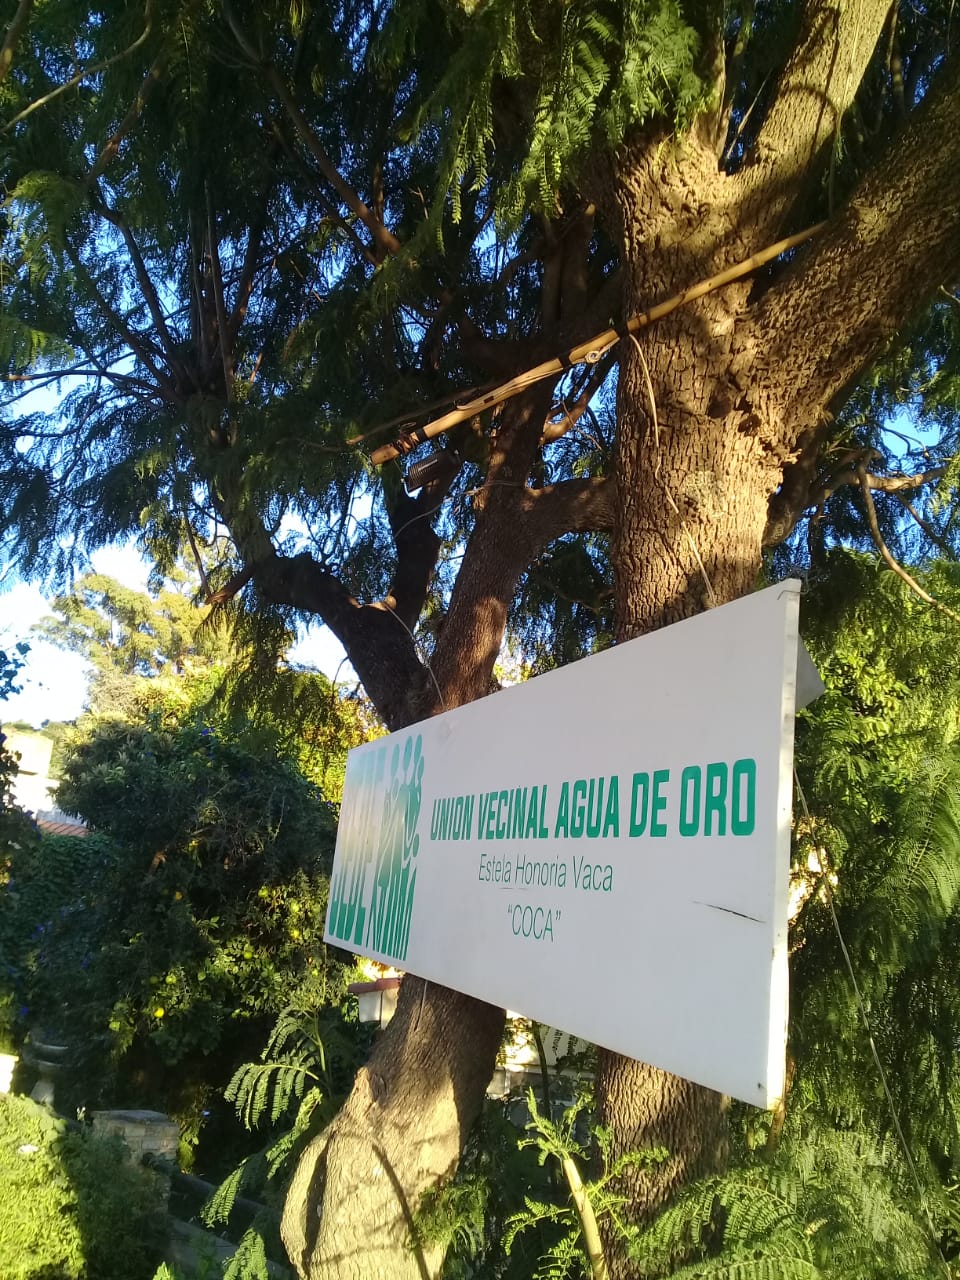 UNION VECINAL AGUA DE ORO
Estela Honoria Vaca
"COCA"